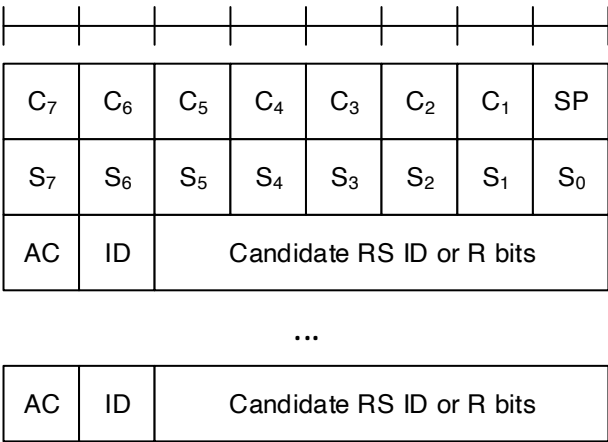 C₇ C₆ C₅ C₄ C₃ C₂ C₁ SP
S₇ S₆ S₅ S₄ S₃ S₂ S₁ S₀
AC ID Candidate RS ID or R bits
...
AC ID Candidate RS ID or R bits